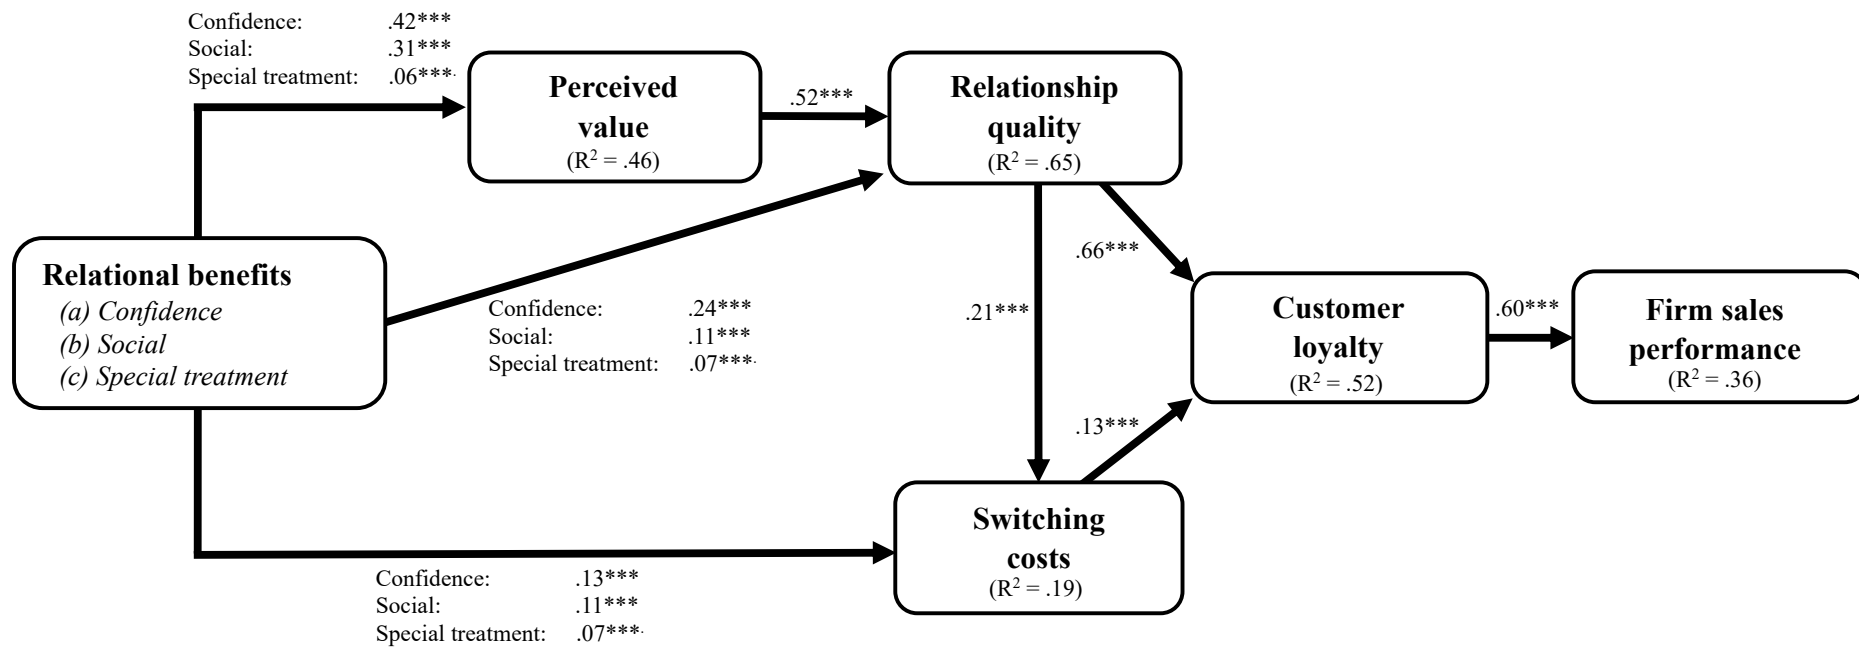 Confidence: .42***
Social: .31***
Special treatment: .06***.
Perceived
value
(R² = .46)
.52***
Relationship
quality
(R² = .65)
Relational benefits
(a) Confidence
(b) Social
(c) Special treatment
Confidence: .24***
Social: .11***
Special treatment: .07***.
.66***
.21***
Customer
loyalty
(R² = .52)
.60***
Firm sales
performance
(R² = .36)
.13***
Switching
costs
(R² = .19)
Confidence: .13***
Social: .11***
Special treatment: .07***.